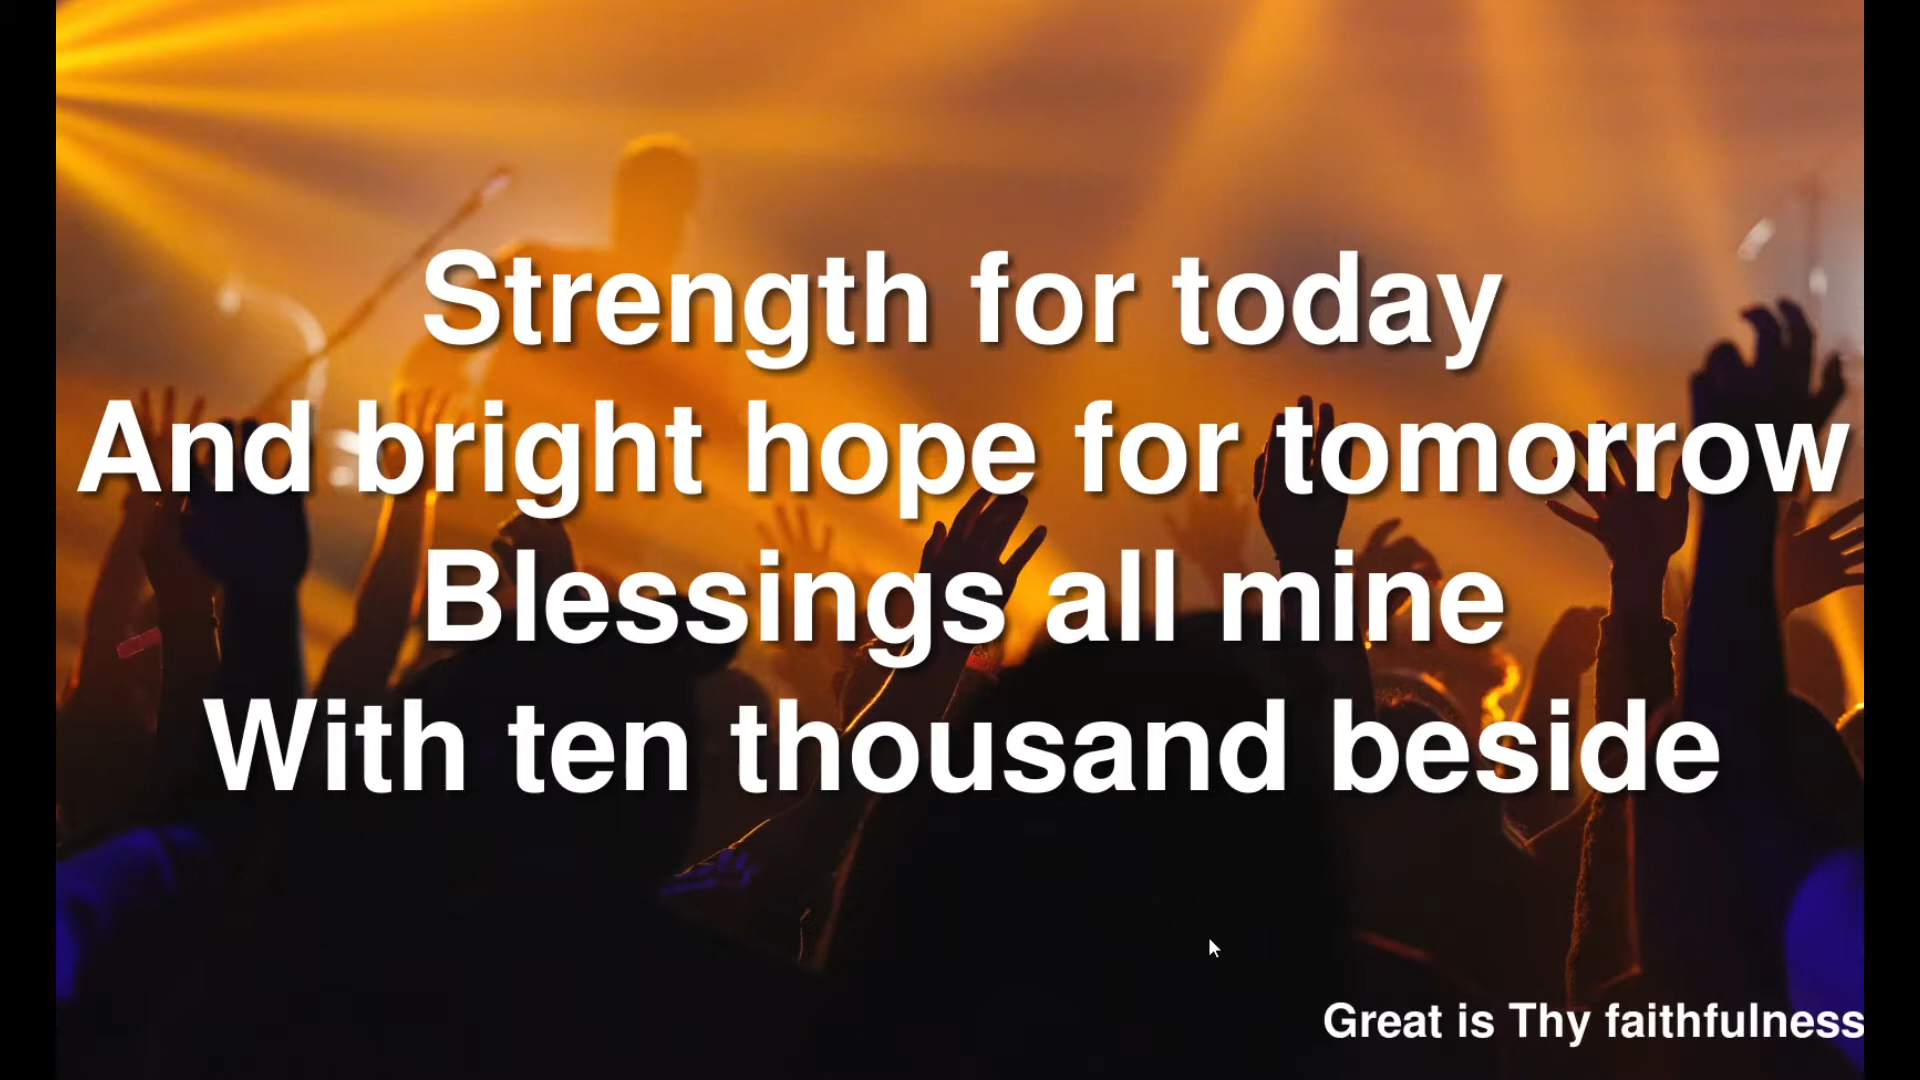 Strength for today
And bright hope for tomorrow
Blessings all mine
With ten thousand beside
Great is Thy faithfulness